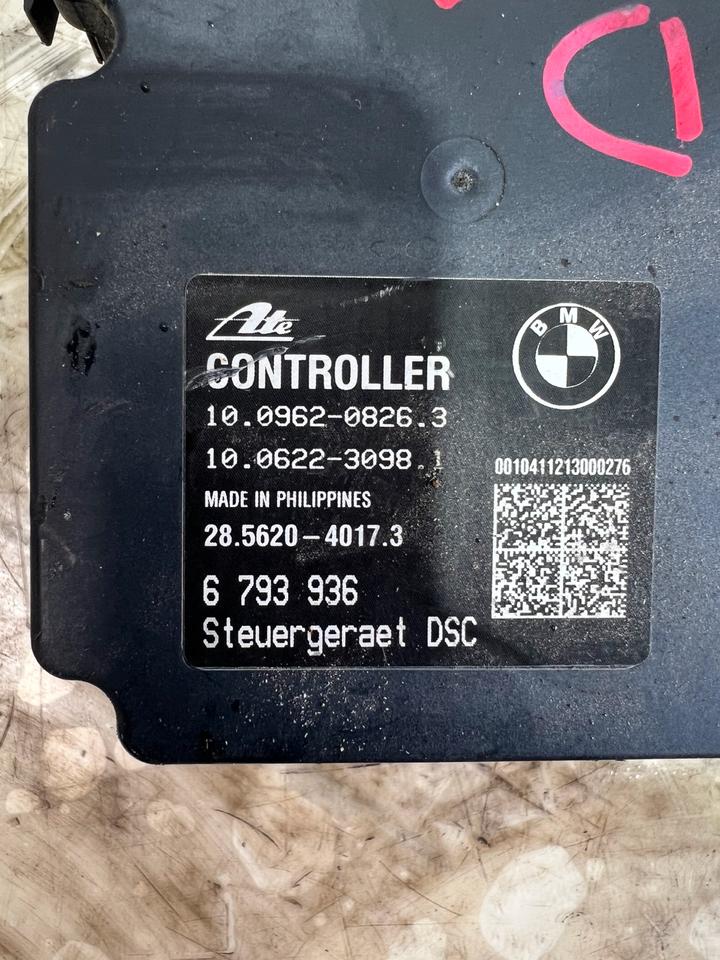 Ate
BMW
CONTROLLER
10.0962-0826.3
10.0622-3098.1
0010411213000276
MADE IN PHILIPPINES
28.5620-4017.3
6 793 936
Steuergeraet DSC